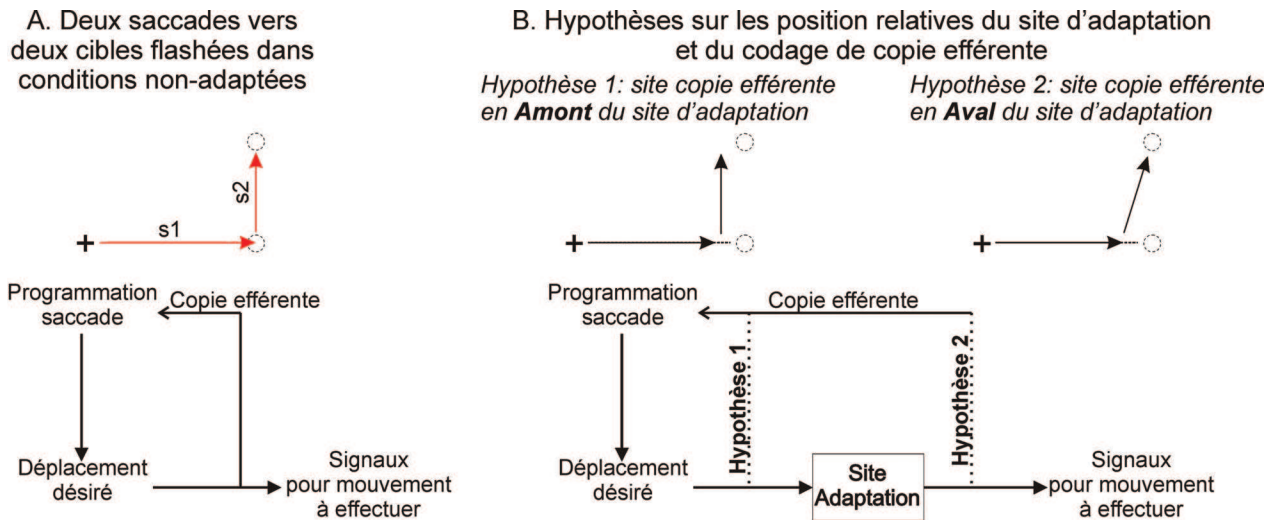 A. Deux saccades vers
deux cibles flashées dans
conditions non-adaptées
s1
s2
Programmation
saccade
Copie efférente
Déplacement
désiré
Signaux
pour mouvement
à effectuer
B. Hypothèses sur les position relatives du site d'adaptation
et du codage de copie efférente
Hypothèse 1: site copie efférente
en Amont du site d'adaptation
Hypothèse 2: site copie efférente
en Aval du site d'adaptation
Programmation
saccade
Copie efférente
Hypothèse 1
Hypothèse 2
Déplacement
désiré
Site
Adaptation
Signaux
pour mouvement
à effectuer